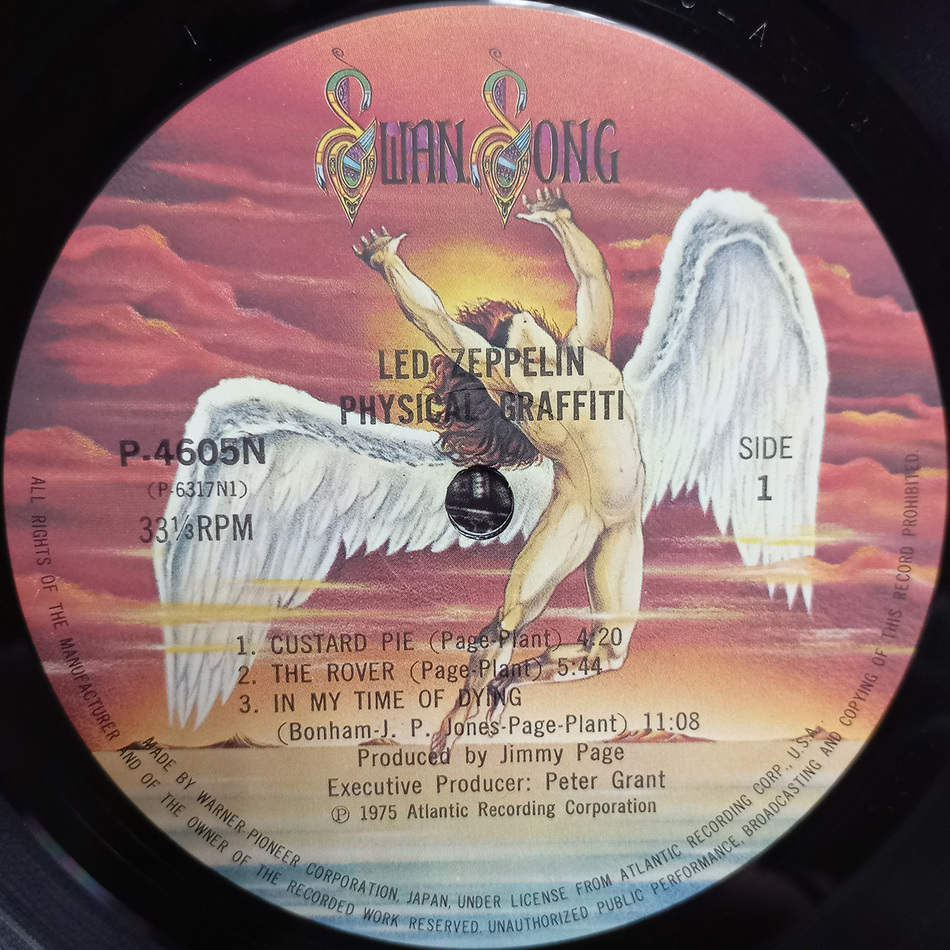 SWAN SONG
LED ZEPPELIN
PHYSICAL GRAFFITI
P-4605N
(P-6317N1)
33⅓RPM
SIDE
1
1. CUSTARD PIE (Page-Plant) 4:20
2. THE ROVER (Page-Plant) 5:44
3. IN MY TIME OF DYING
(Bonham-J. P. Jones-Page-Plant) 11:08
Produced by Jimmy Page
Executive Producer: Peter Grant
Ⓟ 1975 Atlantic Recording Corporation
MADE BY WARNER-PIONEER CORPORATION, JAPAN, UNDER LICENSE FROM ATLANTIC RECORDING CORP., U.S.A.
ALL RIGHTS OF THE MANUFACTURER AND OF THE OWNER OF THE RECORDED WORK RESERVED. UNAUTHORIZED PUBLIC PERFORMANCE, BROADCASTING AND COPYING OF THIS RECORD PROHIBITED.